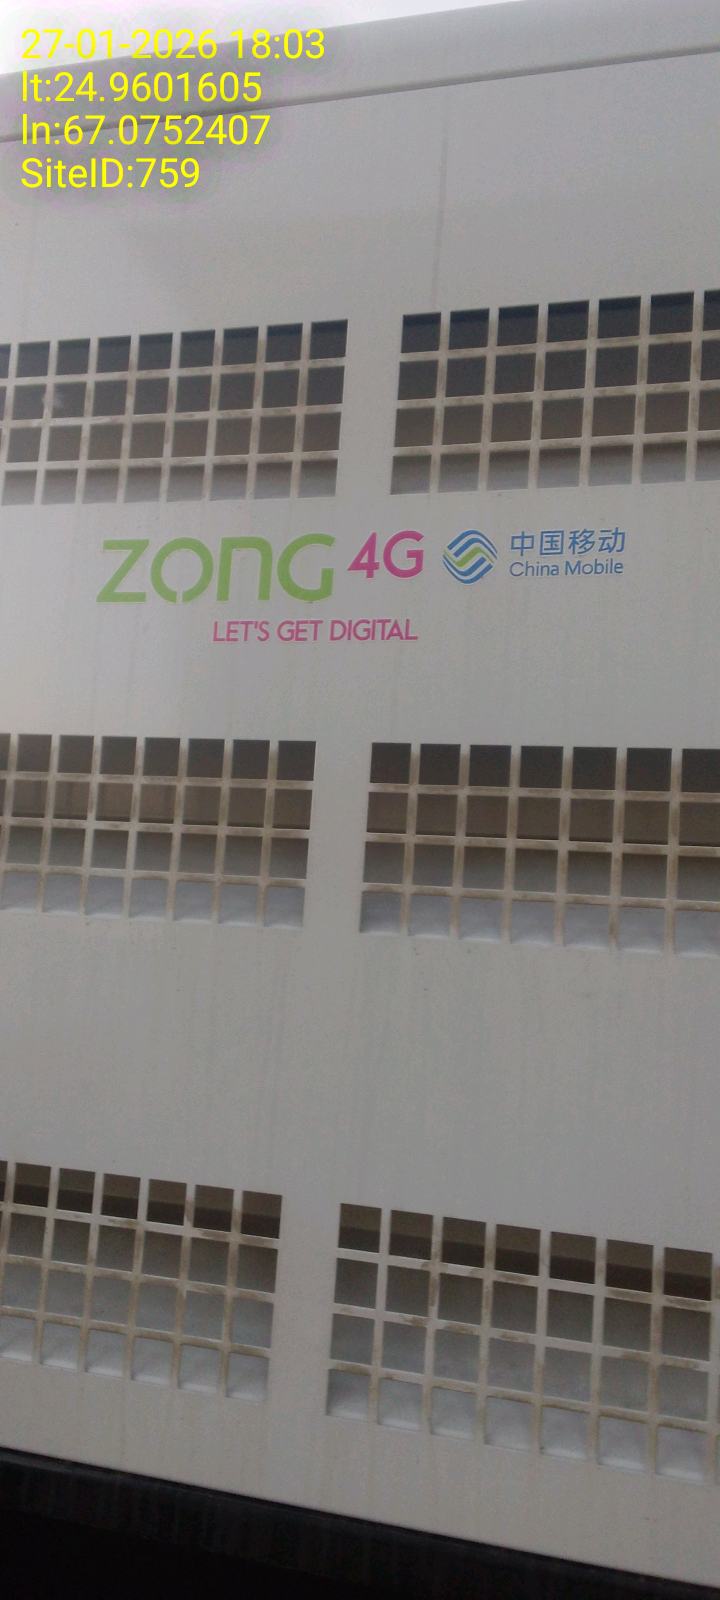 27-01-2026 18:03
lt:24.9601605
ln:67.0752407
SiteID:759
ZONG 4G 中国移动
China Mobile
LET'S GET DIGITAL